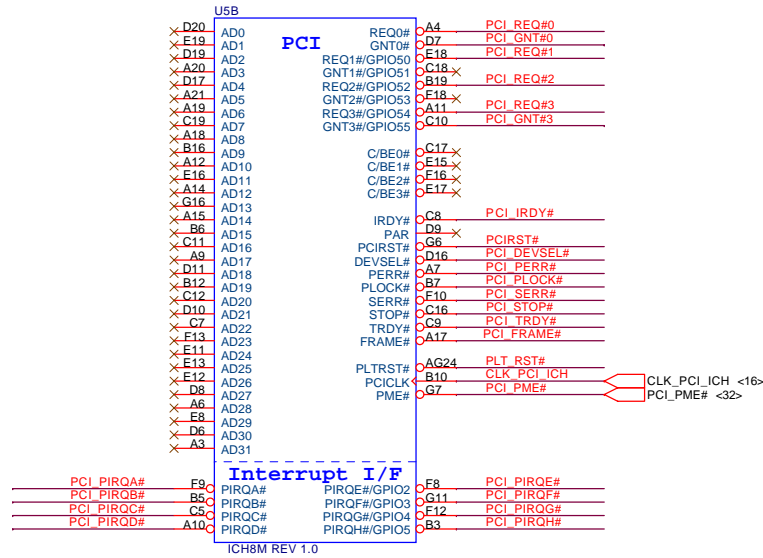 U5B
PCI
D20 AD0 REQ0# A4 PCI_REQ#0
E19 AD1 GNT0# D7 PCI_GNT#0
D19 AD2 REQ1#/GPIO50 E18 PCI_REQ#1
A20 AD3 GNT1#/GPIO51 C18
D17 AD4 REQ2#/GPIO52 B19 PCI_REQ#2
A21 AD5 GNT2#/GPIO53 F18
A19 AD6 REQ3#/GPIO54 A11 PCI_REQ#3
C19 AD7 GNT3#/GPIO55 C10 PCI_GNT#3
A18 AD8
B16 AD9 C/BE0# C17
A12 AD10 C/BE1# E15
E16 AD11 C/BE2# F16
A14 AD12 C/BE3# E17
G16 AD13
A15 AD14 IRDY# C8 PCI_IRDY#
B6 AD15 PAR D9
C11 AD16 PCIRST# G6 PCIRST#
A9 AD17 DEVSEL# D16 PCI_DEVSEL#
D11 AD18 PERR# A7 PCI_PERR#
B12 AD19 PLOCK# B7 PCI_PLOCK#
C12 AD20 SERR# F10 PCI_SERR#
D10 AD21 STOP# C16 PCI_STOP#
C7 AD22 TRDY# C9 PCI_TRDY#
F13 AD23 FRAME# A17 PCI_FRAME#
E11 AD24
E13 AD25 PLTRST# AG24 PLT_RST#
E12 AD26 PCICLK B10 CLK_PCI_ICH CLK_PCI_ICH <16>
D8 AD27 PME# G7 PCI_PME# PCI_PME# <32>
A6 AD28
E8 AD29
D6 AD30
A3 AD31
Interrupt I/F
PCI_PIRQA# F9 PIRQA# PIRQE#/GPIO2 F8 PCI_PIRQE#
PCI_PIRQB# B5 PIRQB# PIRQF#/GPIO3 G11 PCI_PIRQF#
PCI_PIRQC# C5 PIRQC# PIRQG#/GPIO4 F12 PCI_PIRQG#
PCI_PIRQD# A10 PIRQD# PIRQH#/GPIO5 B3 PCI_PIRQH#
ICH8M REV 1.0